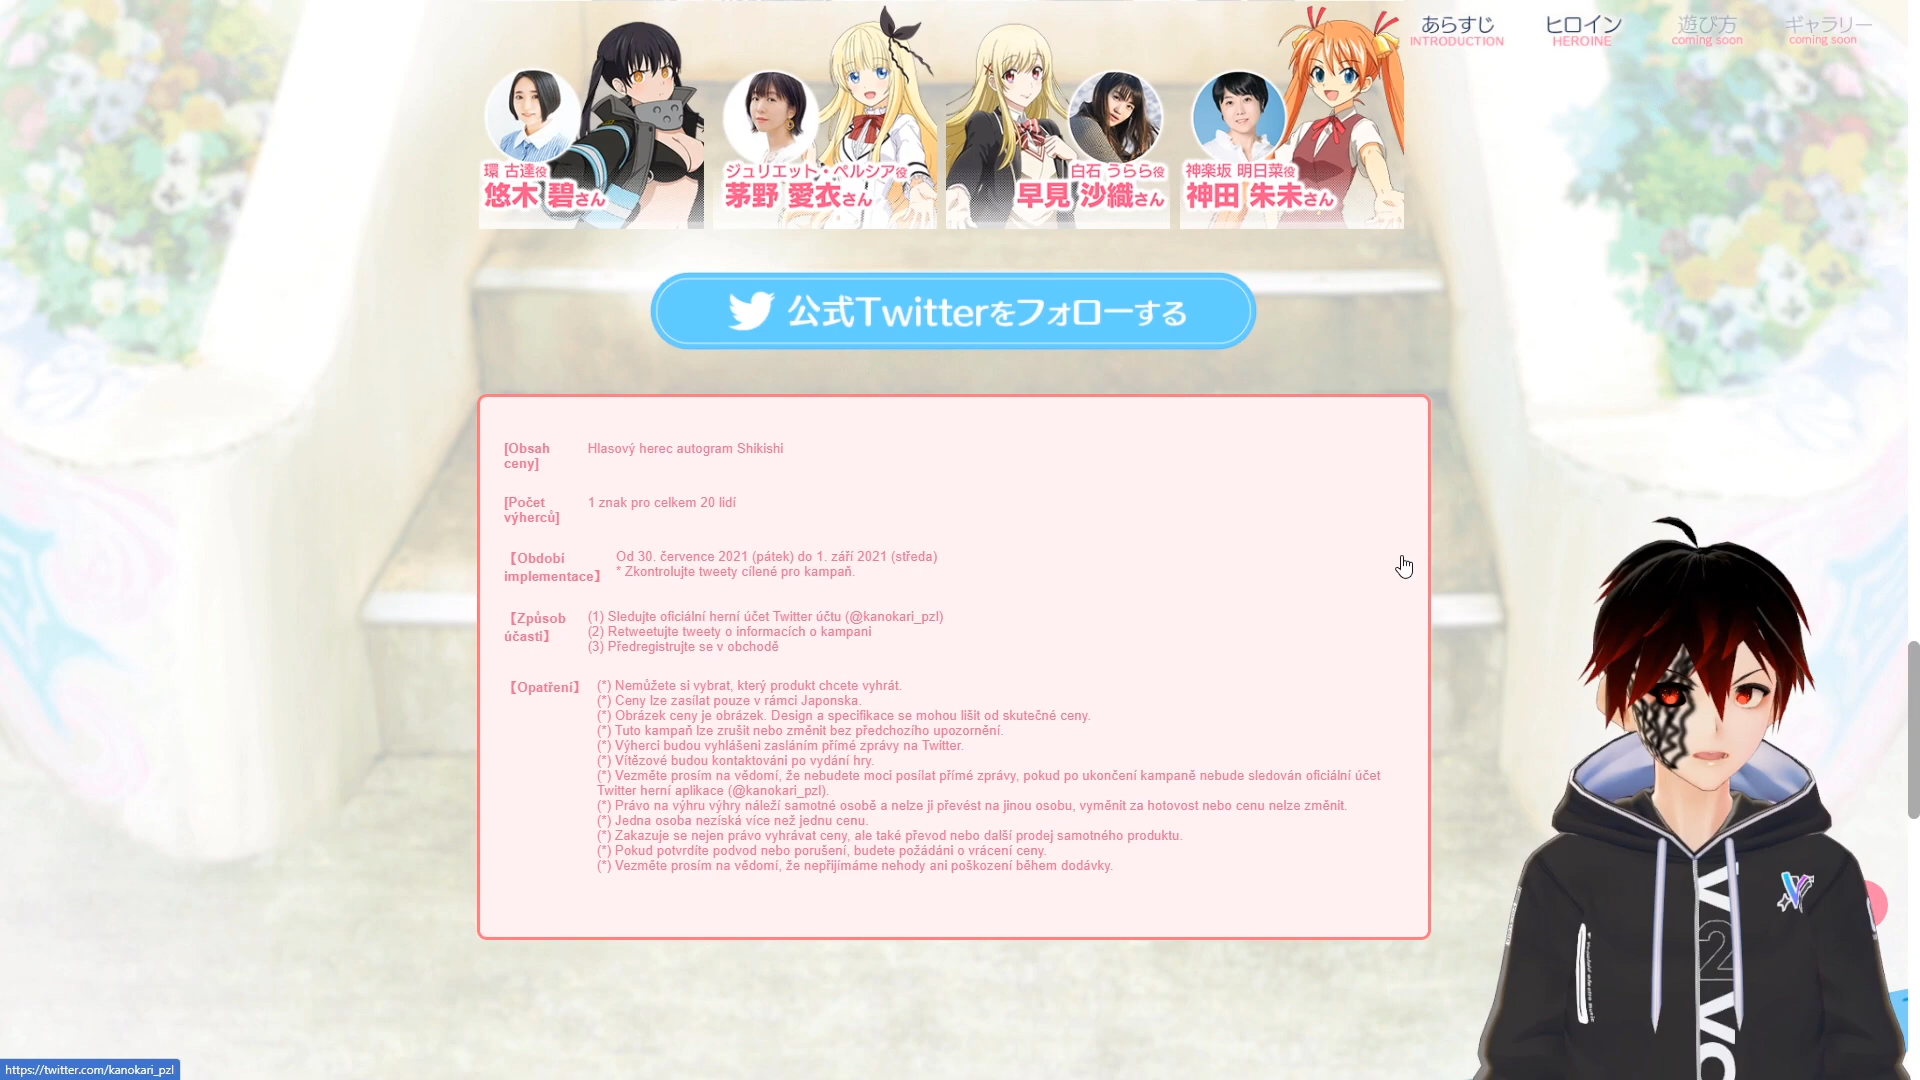 あらすじ
INTRODUCTION
ヒロイン
HEROINE
遊び方
coming soon
ギャラリー
coming soon
環 古達役
悠木 碧さん
ジュリエット・ペルシア役
茅野 愛衣さん
白石 うらら役
早見 沙織さん
神楽坂 明日菜役
神田 朱未さん
公式Twitterをフォローする
[Obsah ceny]
Hlasový herec autogram Shikishi
[Počet výherců]
1 znak pro celkem 20 lidí
【Obdobi implementace】
Od 30. července 2021 (pátek) do 1. září 2021 (středa)
* Zkontrolujte tweety cílené pro kampaň.
【Způsob účasti】
(1) Sledujte oficiální herní účet Twitter účtu (@kanokari_pzl)
(2) Retweetujte tweety o informacích o kampani
(3) Předregistrujte se v obchodě
【Opatření】
(*) Nemůžete si vybrat, který produkt chcete vyhrát.
(*) Ceny lze zasílat pouze v rámci Japonska.
(*) Obrázek ceny je obrázek. Design a specifikace se mohou lišit od skutečné ceny.
(*) Tuto kampaň lze zrušit nebo změnit bez předchozího upozornění.
(*) Výherci budou vyhlášeni zasláním přímé zprávy na Twitter.
(*) Vítězové budou kontaktováni po vydání hry.
(*) Vezměte prosím na vědomí, že nebudete moci posílat přímé zprávy, pokud po ukončení kampaně nebude sledován oficiální účet
Twitter herní aplikace (@kanokari_pzl).
(*) Právo na výhru výhry náleží samotné osobě a nelze ji převést na jinou osobu, vyměnit za hotovost nebo cenu nelze změnit.
(*) Jedna osoba nezíská více než jednu cenu.
(*) Zakazuje se nejen právo vyhrávat ceny, ale také převod nebo další prodej samotného produktu.
(*) Pokud potvrdíte podvod nebo porušení, budete požádáni o vrácení ceny.
(*) Vezměte prosím na vědomí, že nepřijímáme nehody ani poškození během dodávky.
https://twitter.com/kanokari_pzl